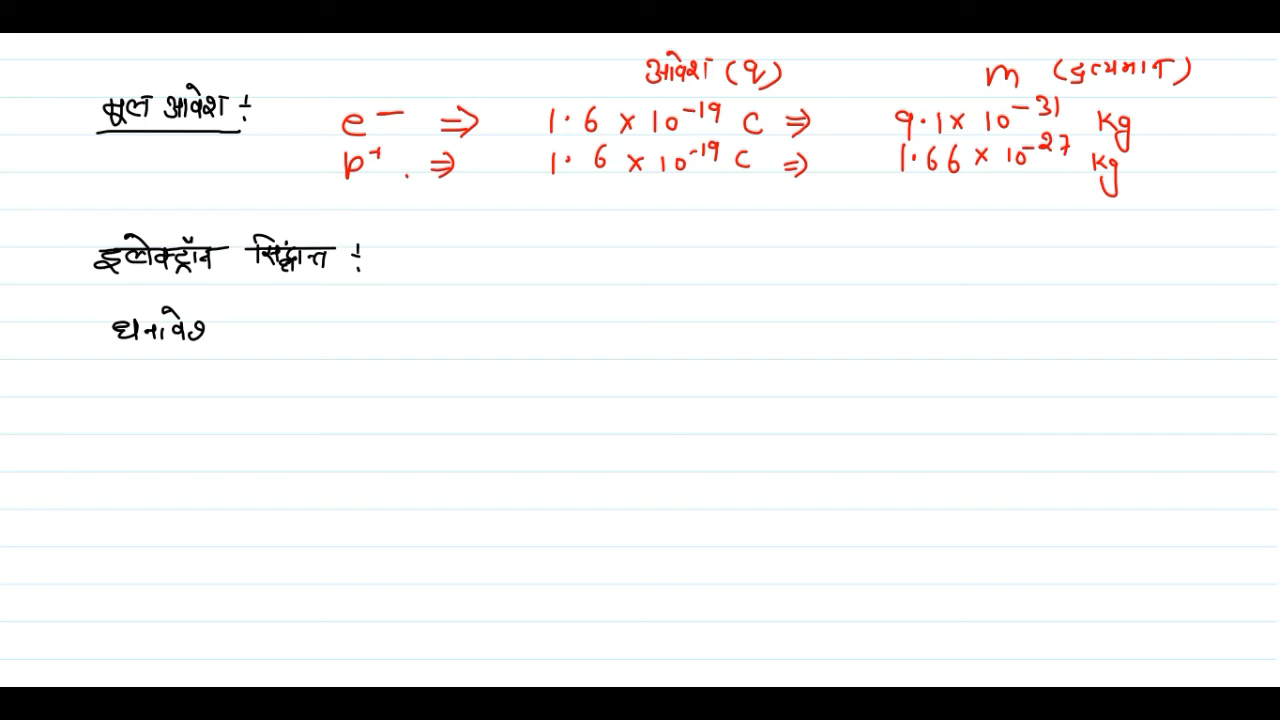 आवेश (q) m (द्रव्यमान)
मूल आवेश ÷ e⁻ ⇒ 1.6 × 10⁻¹⁹ C ⇒ 9.1 × 10⁻³¹ kg
p⁺ ⇒ 1.6 × 10⁻¹⁹ C ⇒ 1.66 × 10⁻²⁷ kg
इलेक्ट्रॉन सिद्धान्त ÷
धनावेश